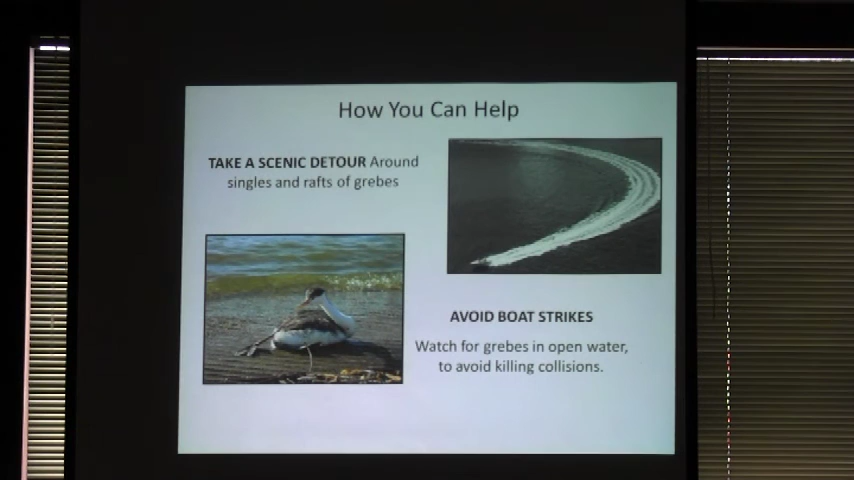 How You Can Help
TAKE A SCENIC DETOUR Around
singles and rafts of grebes
AVOID BOAT STRIKES
Watch for grebes in open water,
to avoid killing collisions.